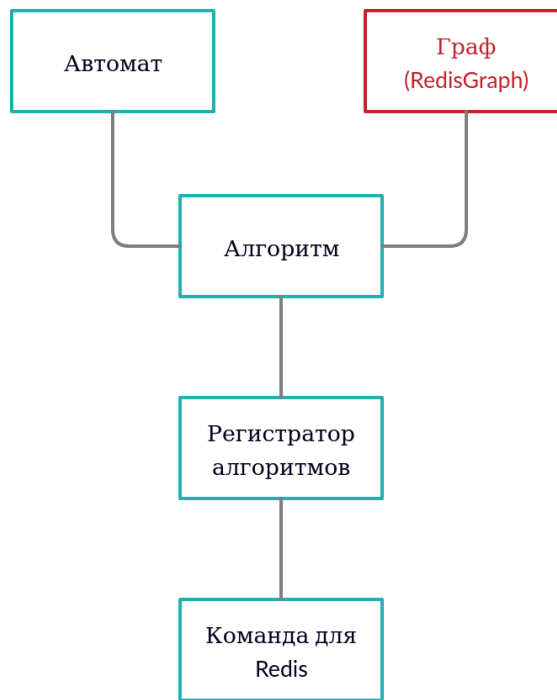 Автомат
Граф
(RedisGraph)
Алгоритм
Регистратор
алгоритмов
Команда для
Redis